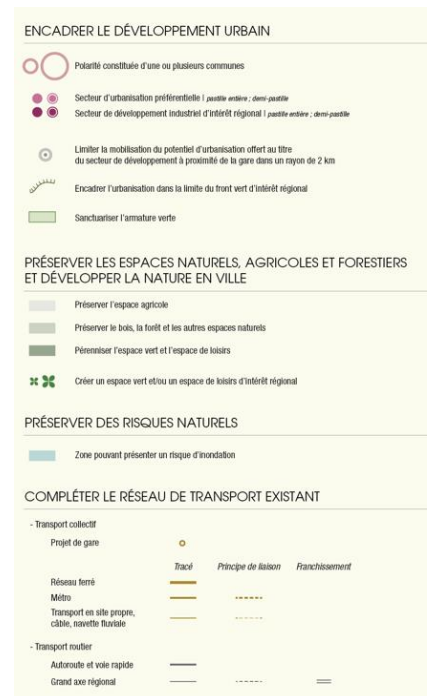 ENCADRER LE DÉVELOPPEMENT URBAIN
Polarité constituée d'une ou plusieurs communes
Secteur d'urbanisation préférentielle | pastille entière ; demi-pastille
Secteur de développement industriel d'intérêt régional | pastille entière ; demi-pastille
Limiter la mobilisation du potentiel d'urbanisation offert au titre
du secteur de développement à proximité de la gare dans un rayon de 2 km
Encadrer l'urbanisation dans la limite du front vert d'intérêt régional
Sanctuariser l'armature verte
PRÉSERVER LES ESPACES NATURELS, AGRICOLES ET FORESTIERS
ET DÉVELOPPER LA NATURE EN VILLE
Préserver l'espace agricole
Préserver le bois, la forêt et les autres espaces naturels
Pérenniser l'espace vert et l'espace de loisirs
Créer un espace vert et/ou un espace de loisirs d'intérêt régional
PRÉSERVER DES RISQUES NATURELS
Zone pouvant présenter un risque d'inondation
COMPLÉTER LE RÉSEAU DE TRANSPORT EXISTANT
- Transport collectif
Projet de gare
Tracé Principe de liaison Franchissement
Réseau ferré
Métro
Transport en site propre,
câble, navette fluviale
- Transport routier
Autoroute et voie rapide
Grand axe régional